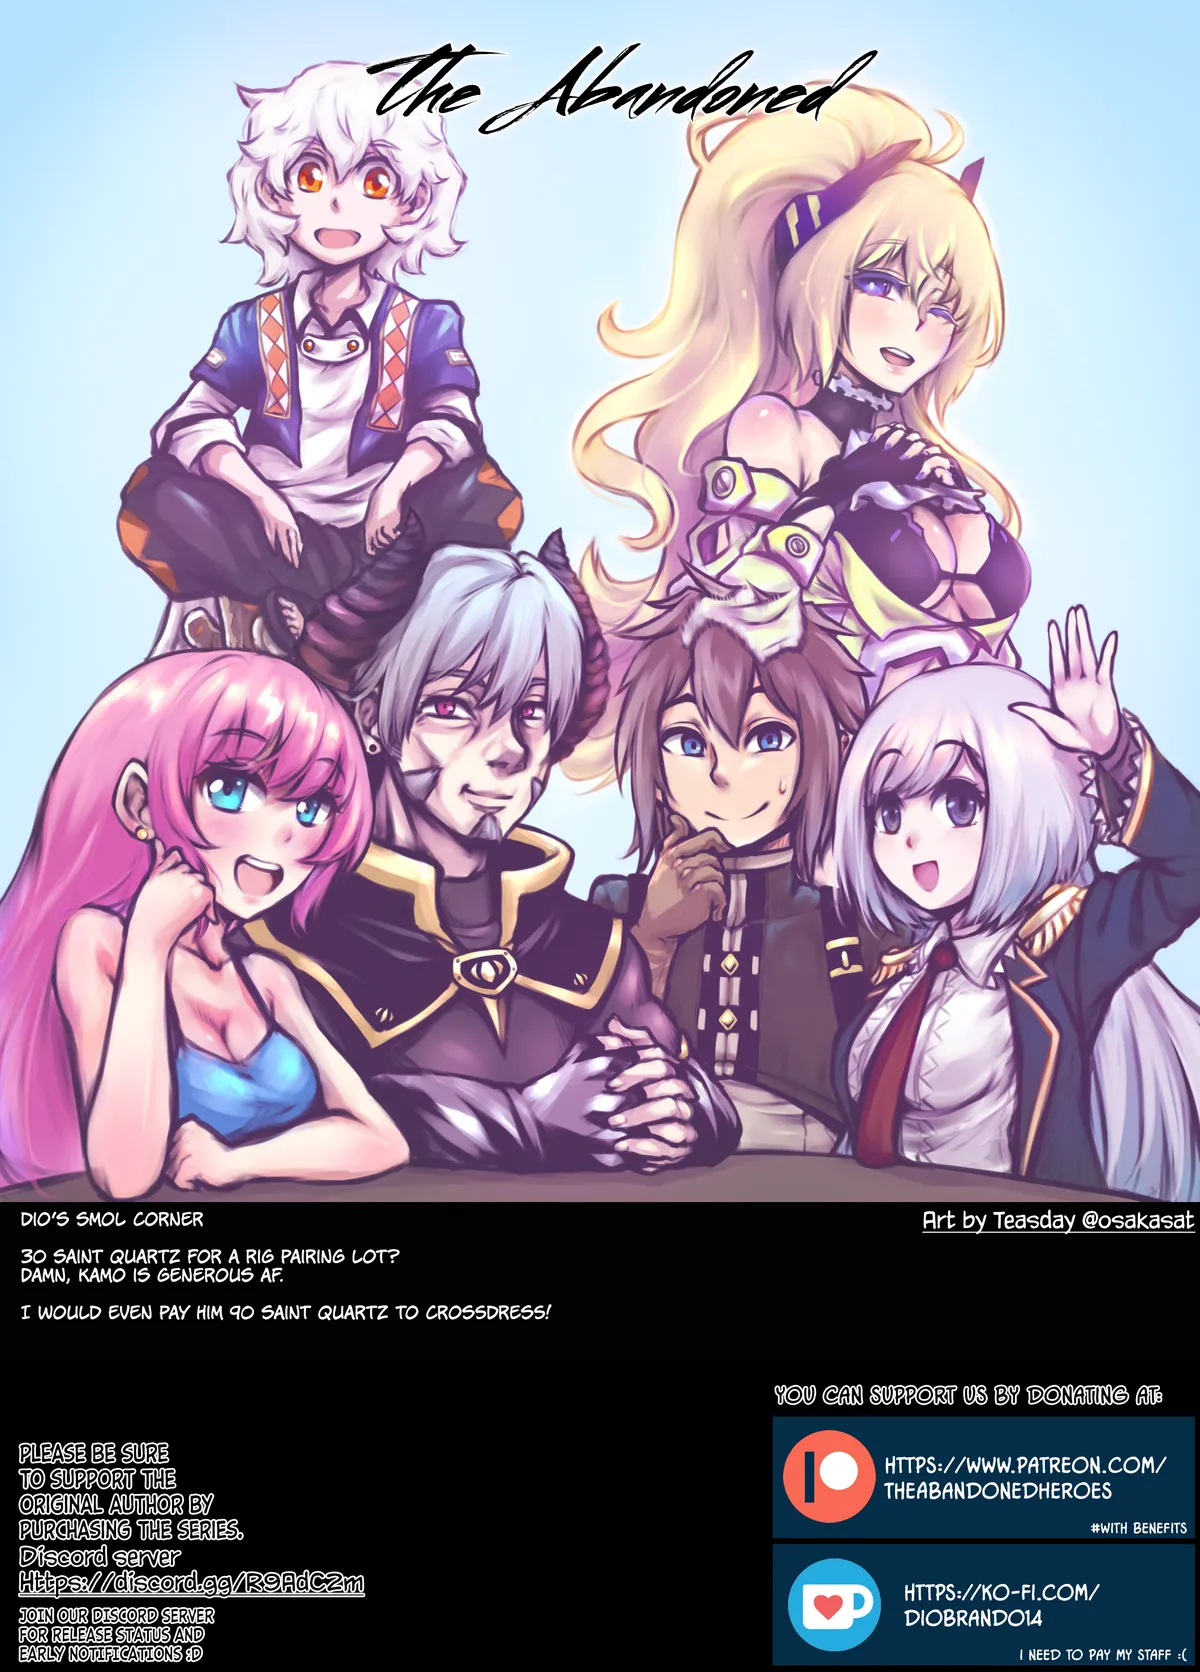 The Abandoned
DIO'S SMOL CORNER
Art by Teasday @osakasat
30 SAINT QUARTZ FOR A RIG PAIRING LOT?
DAMN, KAMO IS GENEROUS AF.
I WOULD EVEN PAY HIM 90 SAINT QUARTZ TO CROSSDRESS!
YOU CAN SUPPORT US BY DONATING AT:
HTTPS://WWW.PATREON.COM/
THEABANDONEDHEROES
#WITH BENEFITS
HTTPS://KO-FI.COM/
DIOBRANDO14
I NEED TO PAY MY STAFF :(
PLEASE BE SURE
TO SUPPORT THE
ORIGINAL AUTHOR BY
PURCHASING THE SERIES.
Discord server
Https://discord.gg/R9AdCZm
JOIN OUR DISCORD SERVER
FOR RELEASE STATUS AND
EARLY NOTIFICATIONS :D